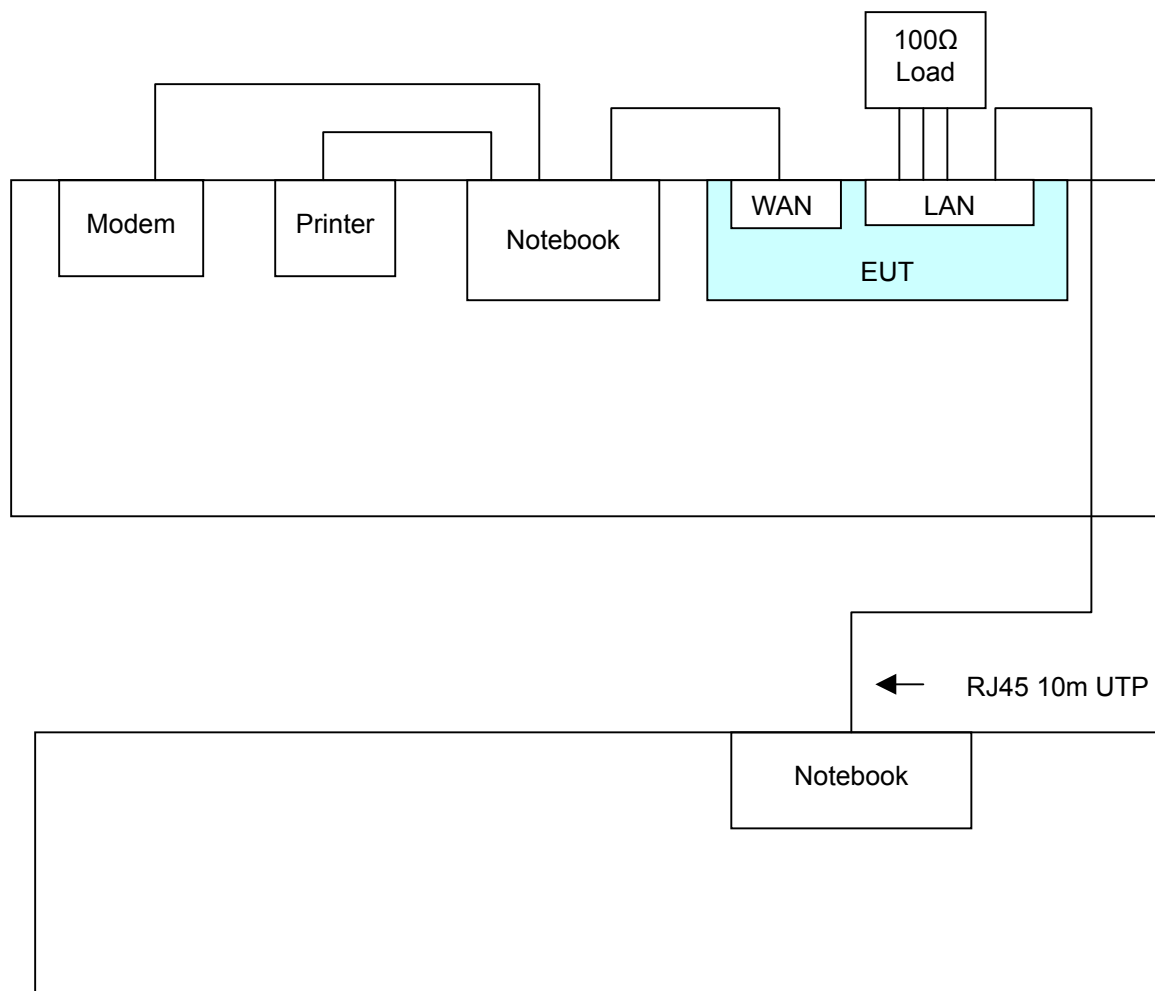 100Ω
Load
Modem
Printer
Notebook
WAN
LAN
EUT
RJ45 10m UTP
Notebook